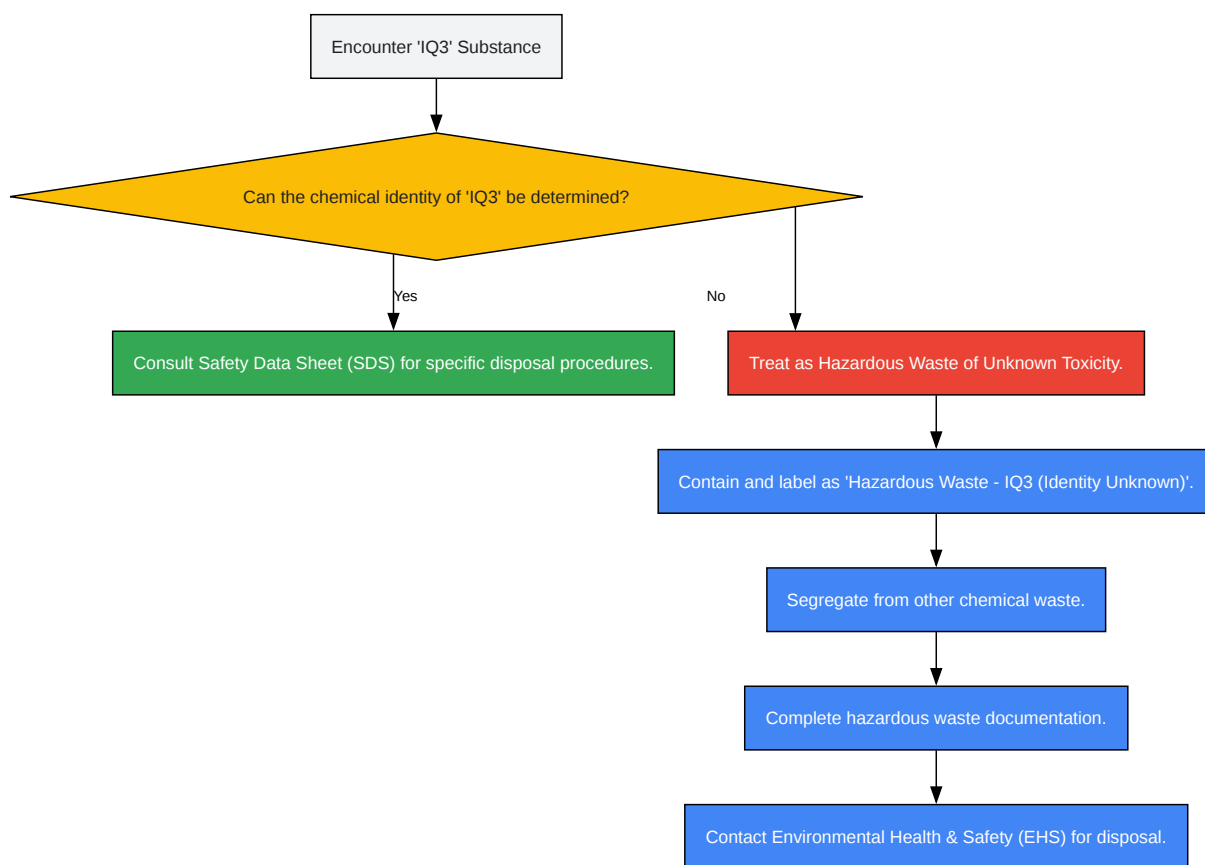 Encounter 'IQ3' Substance
Can the chemical identity of 'IQ3' be determined?
Yes
No
Consult Safety Data Sheet (SDS) for specific disposal procedures.
Treat as Hazardous Waste of Unknown Toxicity.
Contain and label as 'Hazardous Waste - IQ3 (Identity Unknown)'.
Segregate from other chemical waste.
Complete hazardous waste documentation.
Contact Environmental Health & Safety (EHS) for disposal.